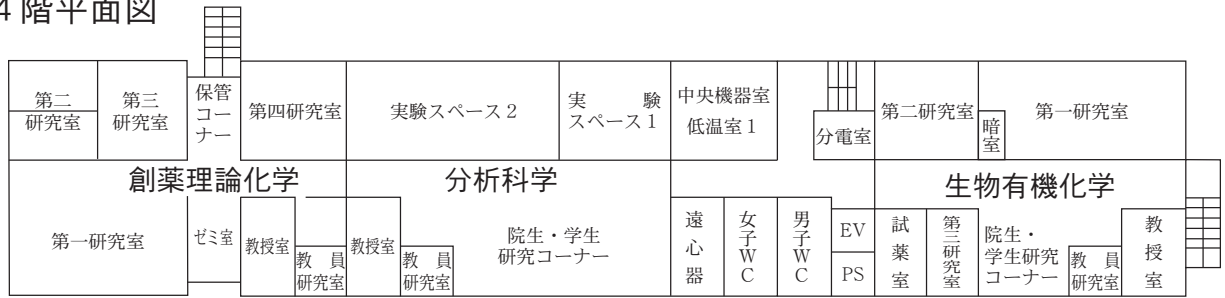 4階平面図
第二
研究室
第三
研究室
保管
コー
ナー
第四研究室
実験スペース2
実験
スペース1
中央機器室
低温室1
分電室
第二研究室
暗室
第一研究室
創薬理論化学
分析科学
生物有機化学
第一研究室
ゼミ室
教授室
教員
研究室
教授室
教員
研究室
院生・学生
研究コーナー
遠心器
女子WC
男子WC
EV
PS
試薬室
第三研究室
院生・
学生研究
コーナー
教員
研究室
教授室